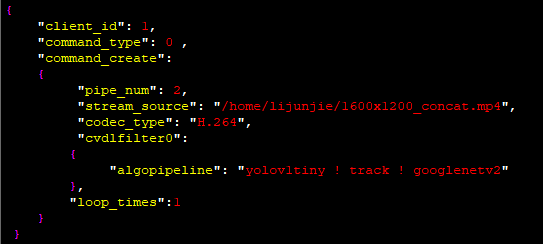 {
"client_id": 1,
"command_type": 0 ,
"command_create":
{
"pipe_num": 2,
"stream_source": "/home/lijunjie/1600x1200_concat.mp4",
"codec_type": "H.264",
"cvdlfilter0":
{
"algopipeline": "yolov1tiny ! track ! googlenetv2"
},
"loop_times":1
}
}